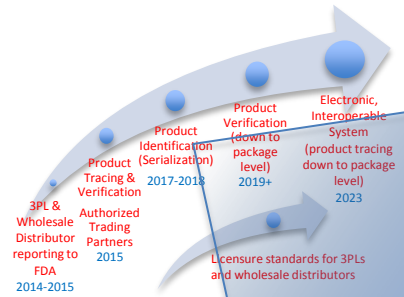 3PL &
Wholesale
Distributor
reporting to
FDA
2014-2015
Product
Tracing &
Verification
Authorized
Trading
Partners
2015
Product
Identification
(Serialization)
2017-2018
Product
Verification
(down to
package
level)
2019+
Electronic,
Interoperable
System
(product tracing
down to package
level)
2023
Licensure standards for 3PLs
and wholesale distributors